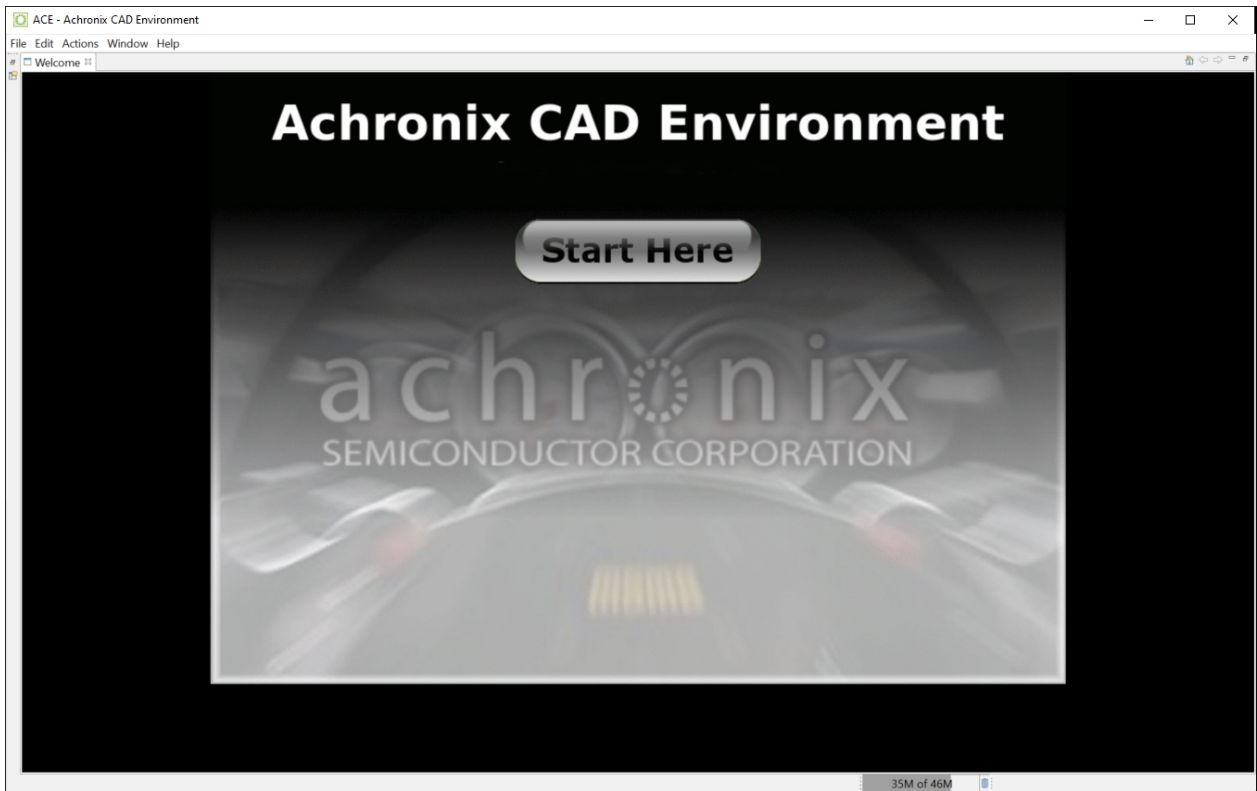 ACE - Achronix CAD Environment
File Edit Actions Window Help
Welcome
Achronix CAD Environment
Start Here
achronix
SEMICONDUCTOR CORPORATION
35M of 46M